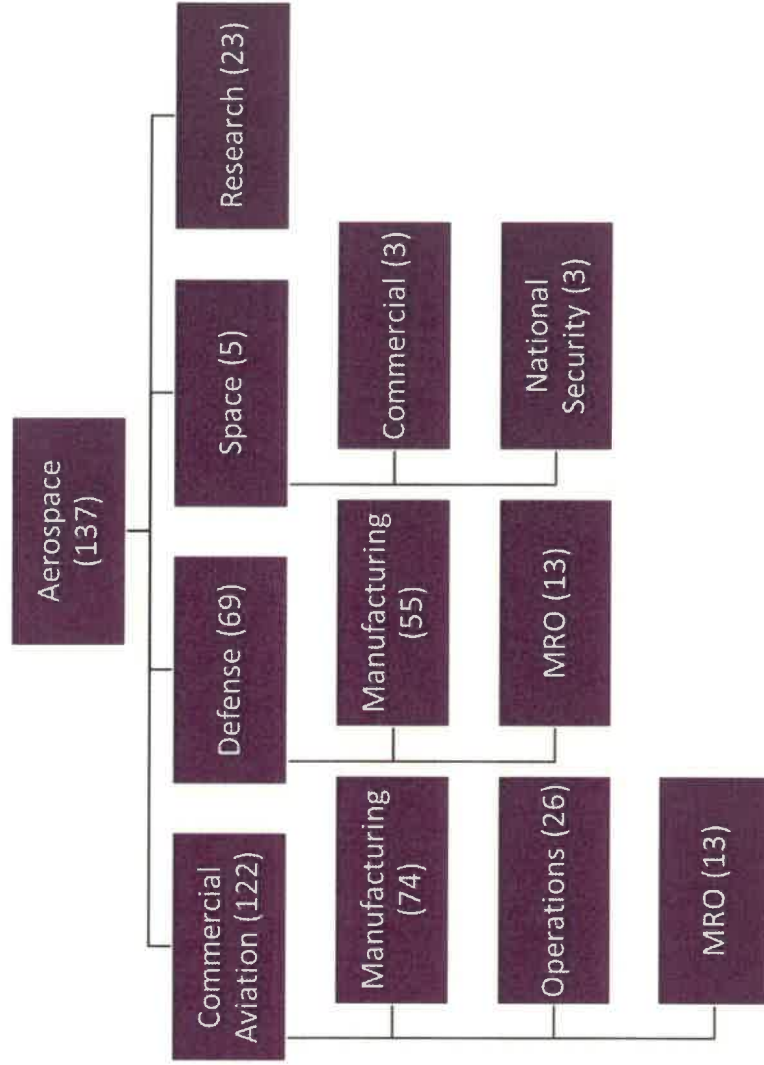 Aerospace
(137)
Commercial
Aviation (122)
Manufacturing
(74)
Operations (26)
MRO (13)
Defense (69)
Manufacturing
(55)
MRO (13)
Space (5)
Commercial (3)
National
Security (3)
Research (23)